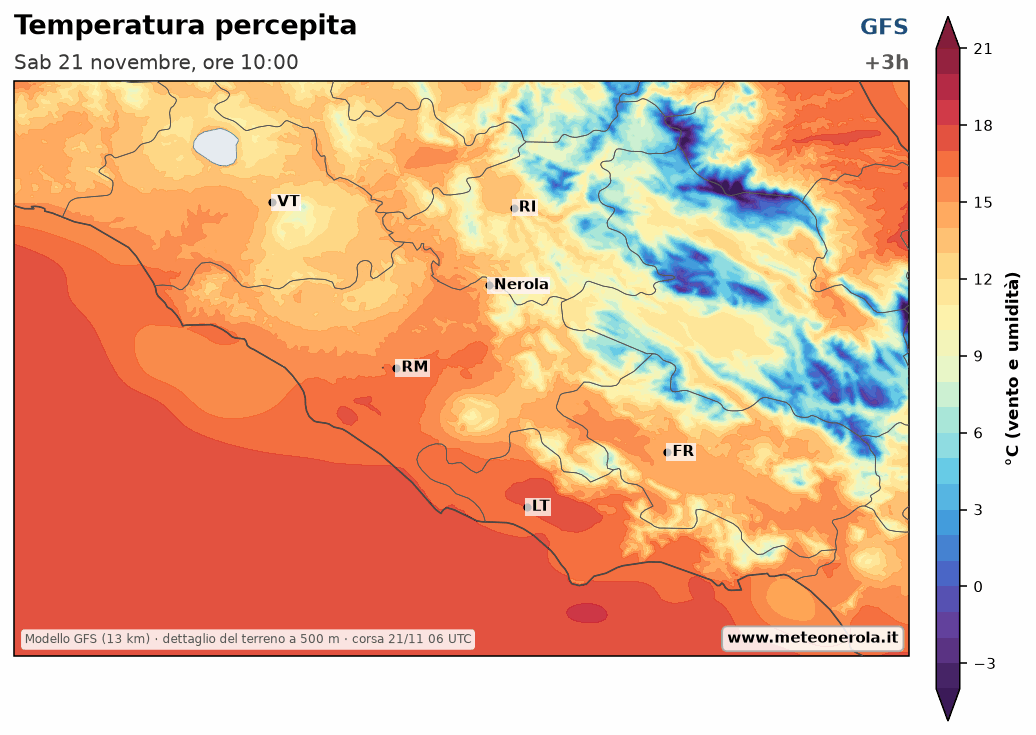 Temperatura percepita
GFS
Sab 21 novembre, ore 10:00
+3h
VT
RI
Nerola
RM
FR
LT
21
18
15
12
9
6
3
0
−3
°C (vento e umidità)
Modello GFS (13 km) · dettaglio del terreno a 500 m · corsa 21/11 06 UTC
www.meteonerola.it